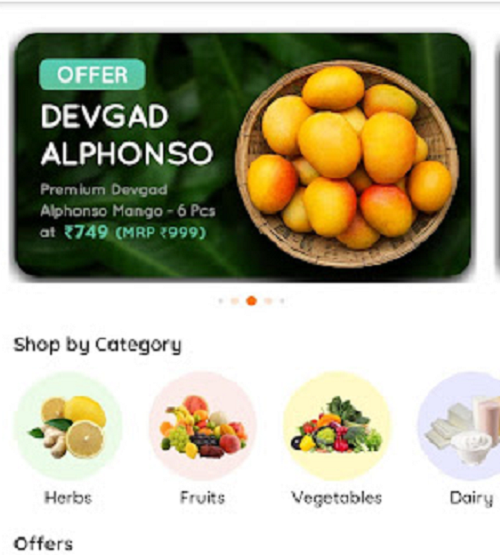 OFFER
DEVGAD
ALPHONSO
Premium Devgad
Alphonso Mango - 6 Pcs
at ₹749 (MRP ₹999)
Shop by Category
Herbs Fruits Vegetables Dairy
Offers